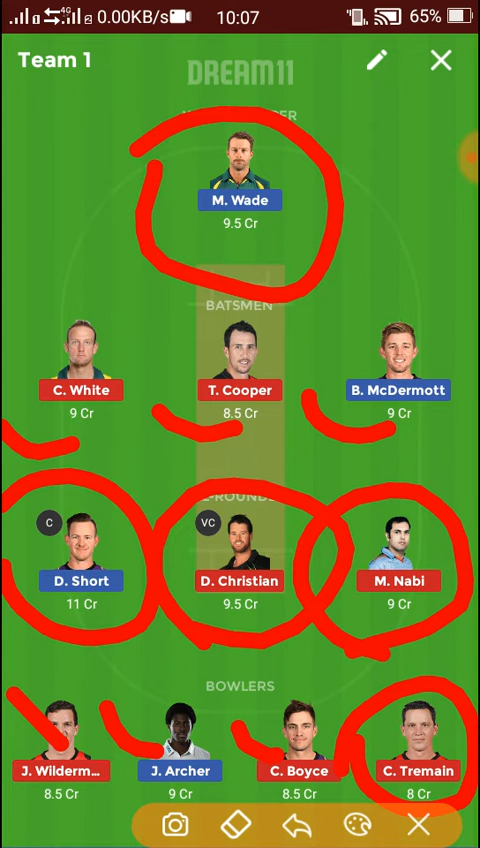 4G 0.00KB/s 10:07 65%
Team 1
DREAM11
M. Wade
9.5 Cr
BATSMEN
C. White T. Cooper B. McDermott
9 Cr 8.5 Cr 9 Cr
C VC
D. Short D. Christian M. Nabi
11 Cr 9.5 Cr 9 Cr
BOWLERS
J. Wilderm... J. Archer C. Boyce C. Tremain
8.5 Cr 9 Cr 8.5 Cr 8 Cr